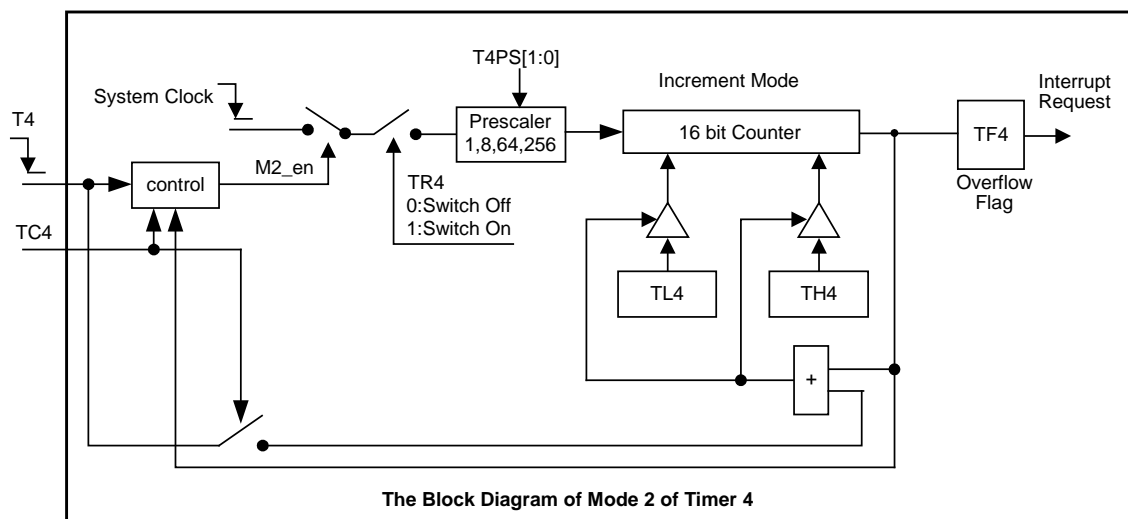 T4PS[1:0]
Increment Mode
Interrupt
Request
System Clock
T4
Prescaler
1,8,64,256
16 bit Counter
TF4
Overflow
Flag
control
M2_en
TR4
0:Switch Off
1:Switch On
TC4
TL4
TH4
+
The Block Diagram of Mode 2 of Timer 4